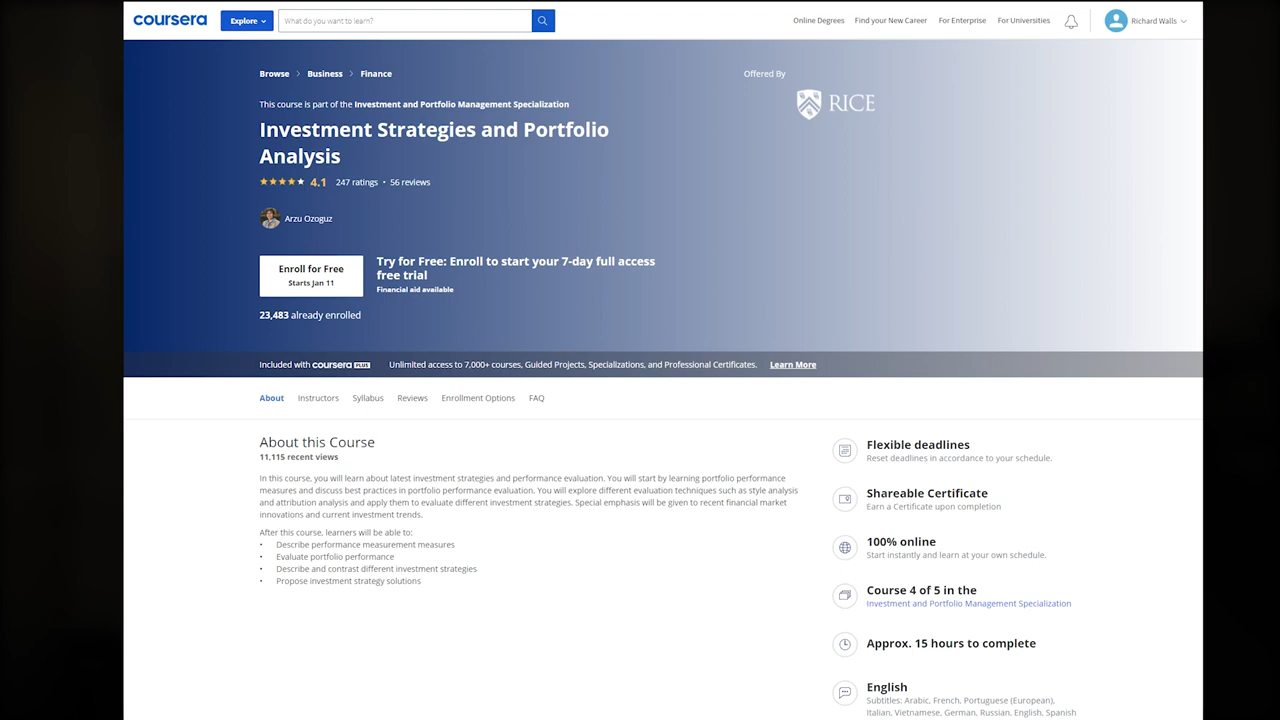 coursera
Explore
What do you want to learn?
Online Degrees
Find your New Career
For Enterprise
For Universities
Richard Walls
Browse > Business > Finance
Offered By
RICE
This course is part of the Investment and Portfolio Management Specialization
Investment Strategies and Portfolio
Analysis
4.1 247 ratings • 56 reviews
Arzu Ozoguz
Enroll for Free
Starts Jan 11
Try for Free: Enroll to start your 7-day full access
free trial
Financial aid available
23,483 already enrolled
Included with coursera PLUS Unlimited access to 7,000+ courses, Guided Projects, Specializations, and Professional Certificates. Learn More
About Instructors Syllabus Reviews Enrollment Options FAQ
About this Course
11,115 recent views
In this course, you will learn about latest investment strategies and performance evaluation. You will start by learning portfolio performance
measures and discuss best practices in portfolio performance evaluation. You will explore different evaluation techniques such as style analysis
and attribution analysis and apply them to evaluate different investment strategies. Special emphasis will be given to recent financial market
innovations and current investment trends.
After this course, learners will be able to:
• Describe performance measurement measures
• Evaluate portfolio performance
• Describe and contrast different investment strategies
• Propose investment strategy solutions
Flexible deadlines
Reset deadlines in accordance to your schedule.
Shareable Certificate
Earn a Certificate upon completion
100% online
Start instantly and learn at your own schedule.
Course 4 of 5 in the
Investment and Portfolio Management Specialization
Approx. 15 hours to complete
English
Subtitles: Arabic, French, Portuguese (European),
Italian, Vietnamese, German, Russian, English, Spanish